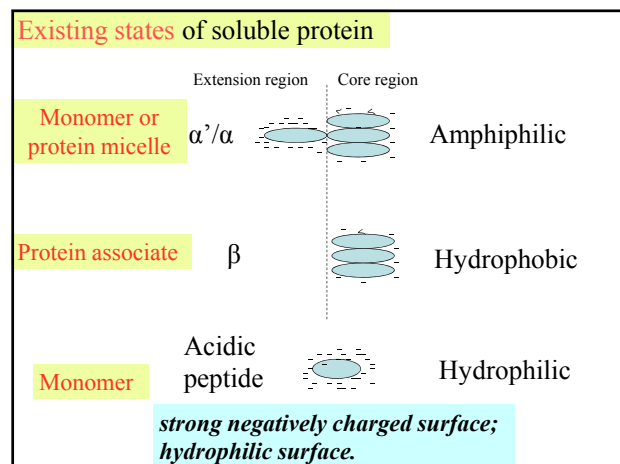 Existing states of soluble protein
Extension region Core region
Monomer or
protein micelle
α’/α
Amphiphilic
Protein associate
β
Hydrophobic
Acidic
peptide
Monomer
Hydrophilic
strong negatively charged surface;
hydrophilic surface.